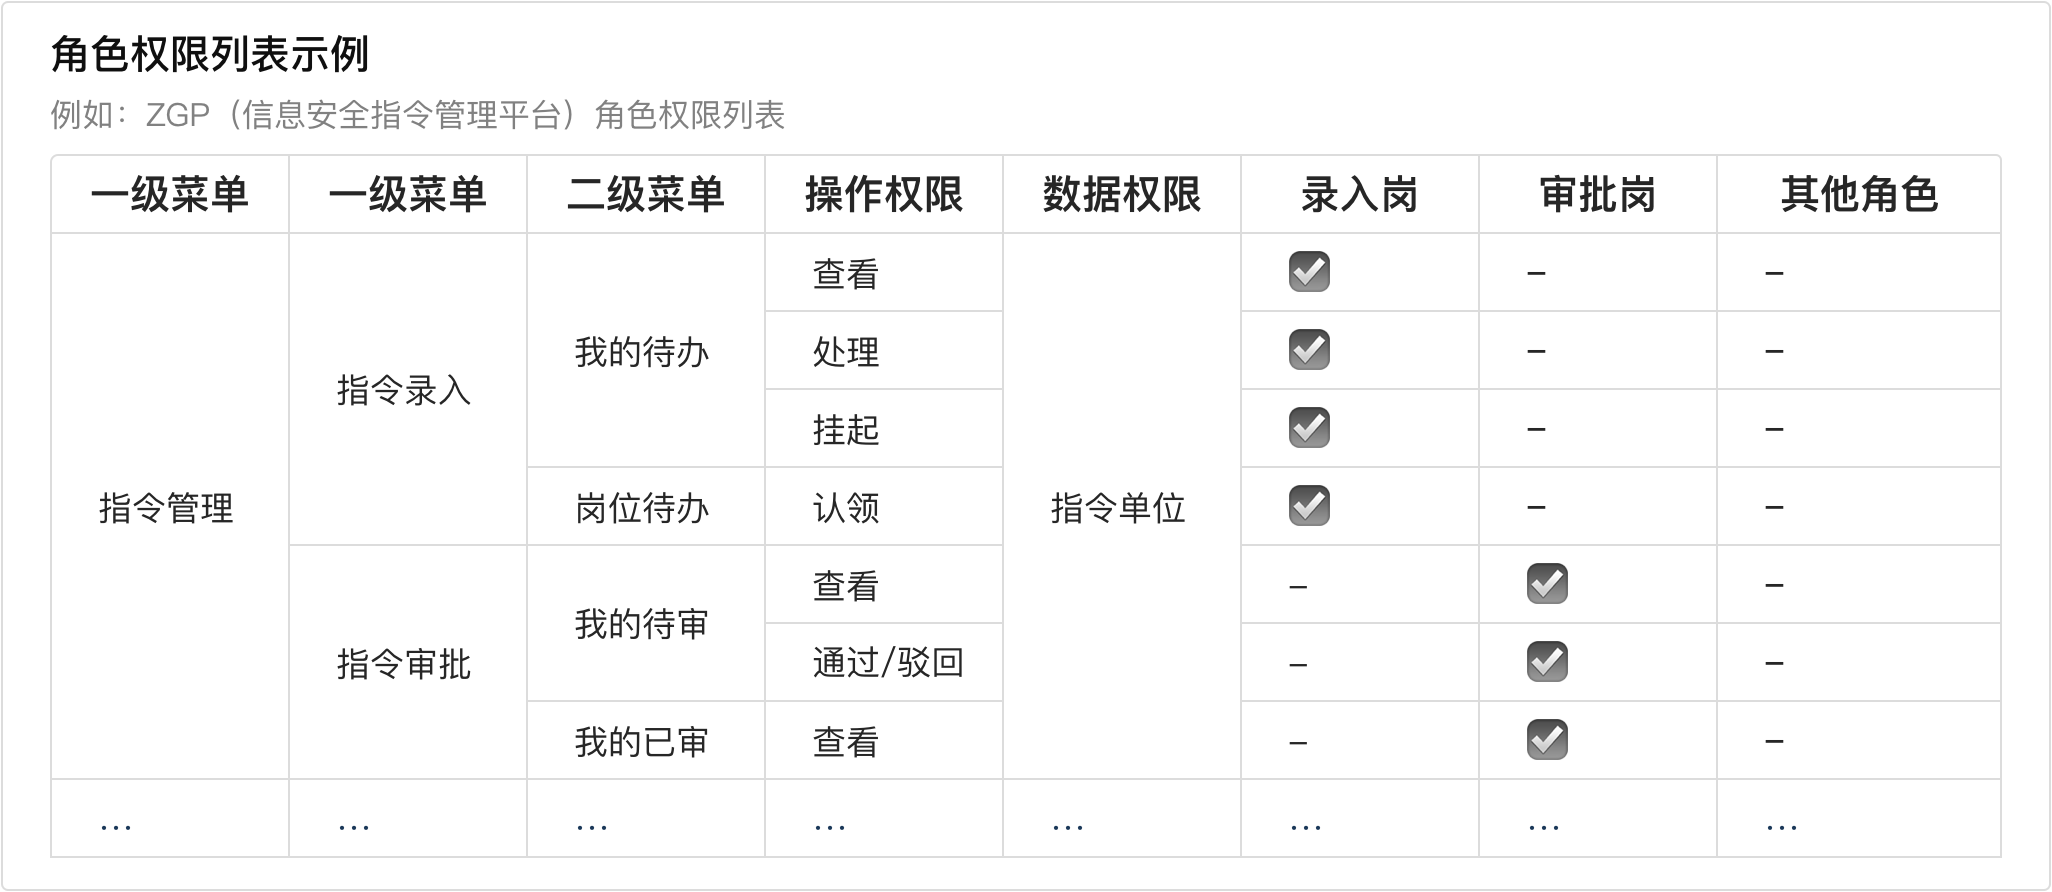 角色权限列表示例
例如：ZGP（信息安全指令管理平台）角色权限列表
一级菜单 一级菜单 二级菜单 操作权限 数据权限 录入岗 审批岗 其他角色
查看 ✔ – –
我的待办 处理 ✔ – –
指令录入
挂起 ✔ – –
指令管理 岗位待办 认领 指令单位 ✔ – –
查看 – ✔ –
我的待审
指令审批 通过/驳回 – ✔ –
我的已审 查看 – ✔ –
... ... ... ... ... ... ... ...